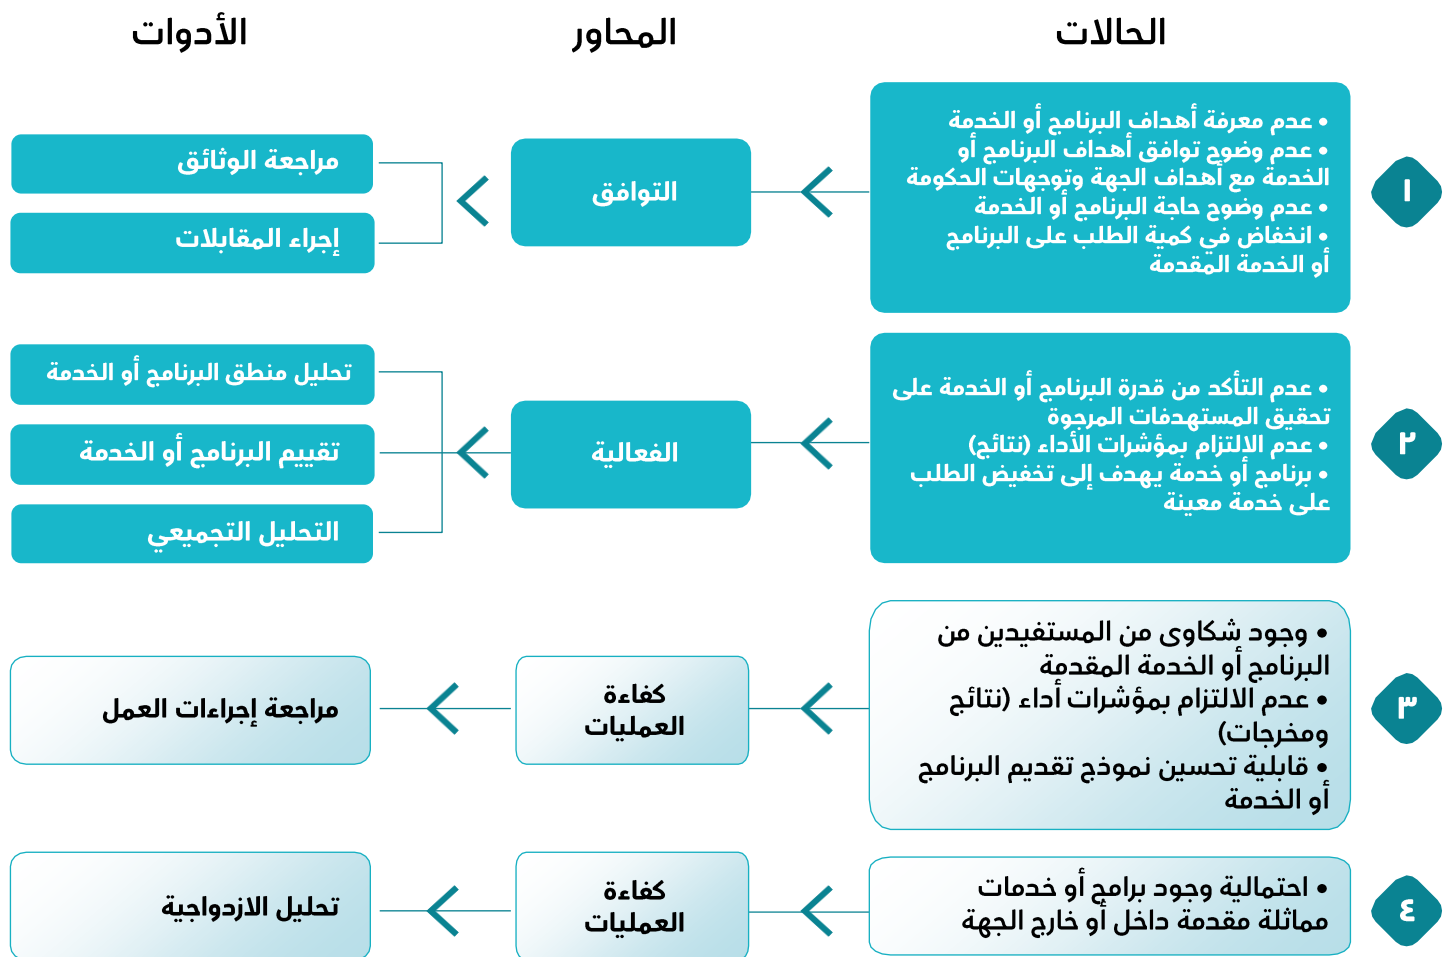 الحالات
المحاور
الأدوات
١
• عدم معرفة أهداف البرنامج أو الخدمة
• عدم وضوح توافق أهداف البرنامج أو
الخدمة مع أهداف الجهة وتوجهات الحكومة
• عدم وضوح حاجة البرنامج أو الخدمة
• انخفاض في كمية الطلب على البرنامج
أو الخدمة المقدمة
التوافق
مراجعة الوثائق
إجراء المقابلات
٢
• عدم التأكد من قدرة البرنامج أو الخدمة على
تحقيق المستهدفات المرجوة
• عدم الالتزام بمؤشرات الأداء (نتائج)
• برنامج أو خدمة يهدف إلى تخفيض الطلب
على خدمة معينة
الفعالية
تحليل منطق البرنامج أو الخدمة
تقييم البرنامج أو الخدمة
التحليل التجميعي
٣
• وجود شكاوى من المستفيدين من
البرنامج أو الخدمة المقدمة
• عدم الالتزام بمؤشرات أداء (نتائج
ومخرجات)
• قابلية تحسين نموذج تقديم البرنامج
أو الخدمة
كفاءة
العمليات
مراجعة إجراءات العمل
٤
• احتمالية وجود برامج أو خدمات
مماثلة مقدمة داخل أو خارج الجهة
كفاءة
العمليات
تحليل الازدواجية